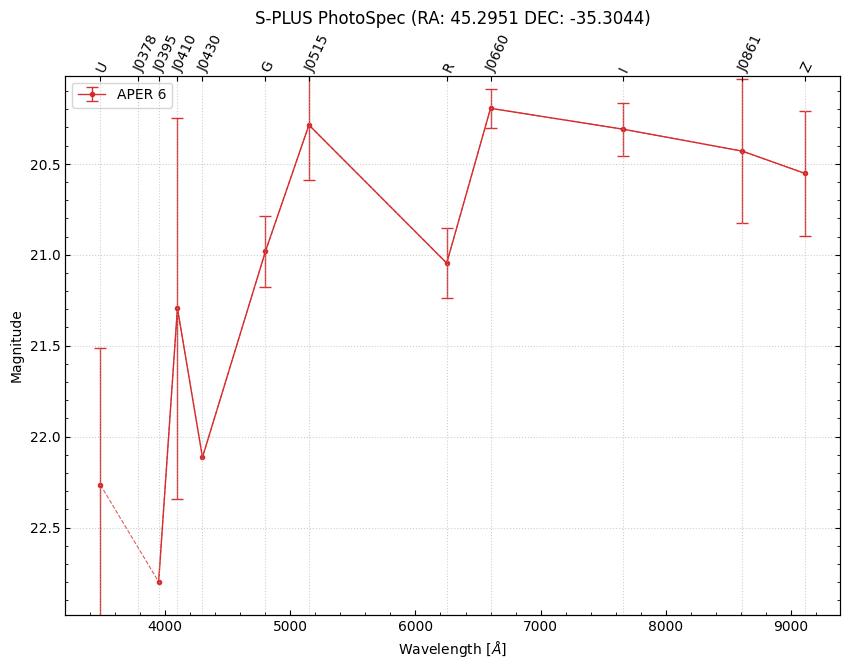 S-PLUS PhotoSpec (RA: 45.2951 DEC: -35.3044)
U J0378 J0395 J0410 J0430 G J0515 R J0660 I J0861 Z
APER 6
20.5
21.0
21.5
22.0
22.5
Magnitude
4000 5000 6000 7000 8000 9000
Wavelength [Å]